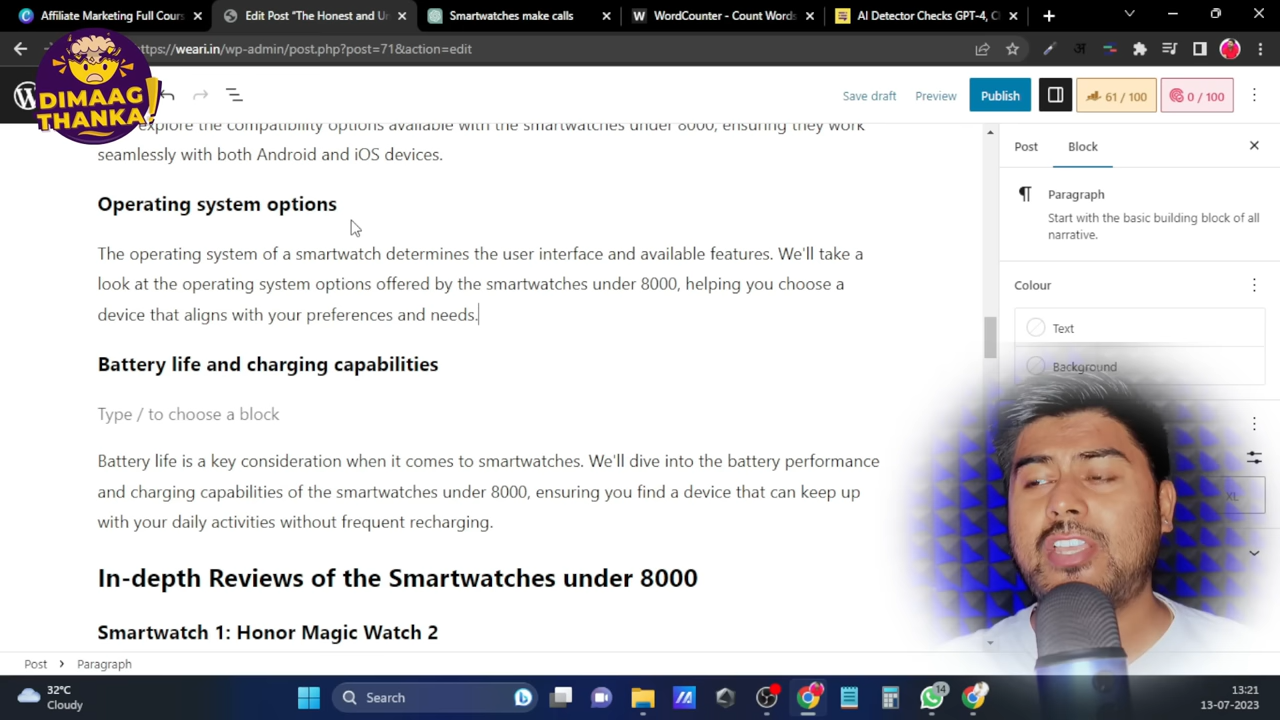 Affiliate Marketing Full Cours
Edit Post "The Honest and Ur
Smartwatches make calls
WordCounter - Count Words
AI Detector Checks GPT-4, C
https://weari.in/wp-admin/post.php?post=71&action=edit
DIMAAG
THANKA!
Save draft
Preview
Publish
61 / 100
0 / 100
explore the compatibility options available with the smartwatches under 8000, ensuring they work
seamlessly with both Android and iOS devices.
Operating system options
The operating system of a smartwatch determines the user interface and available features. We'll take a
look at the operating system options offered by the smartwatches under 8000, helping you choose a
device that aligns with your preferences and needs.
Battery life and charging capabilities
Type / to choose a block
Battery life is a key consideration when it comes to smartwatches. We'll dive into the battery performance
and charging capabilities of the smartwatches under 8000, ensuring you find a device that can keep up
with your daily activities without frequent recharging.
In-depth Reviews of the Smartwatches under 8000
Smartwatch 1: Honor Magic Watch 2
Post
Block
Paragraph
Start with the basic building block of all
narrative.
Colour
Text
Background
XL
Post > Paragraph
32°C
Cloudy
Search
14
13:21
13-07-2023